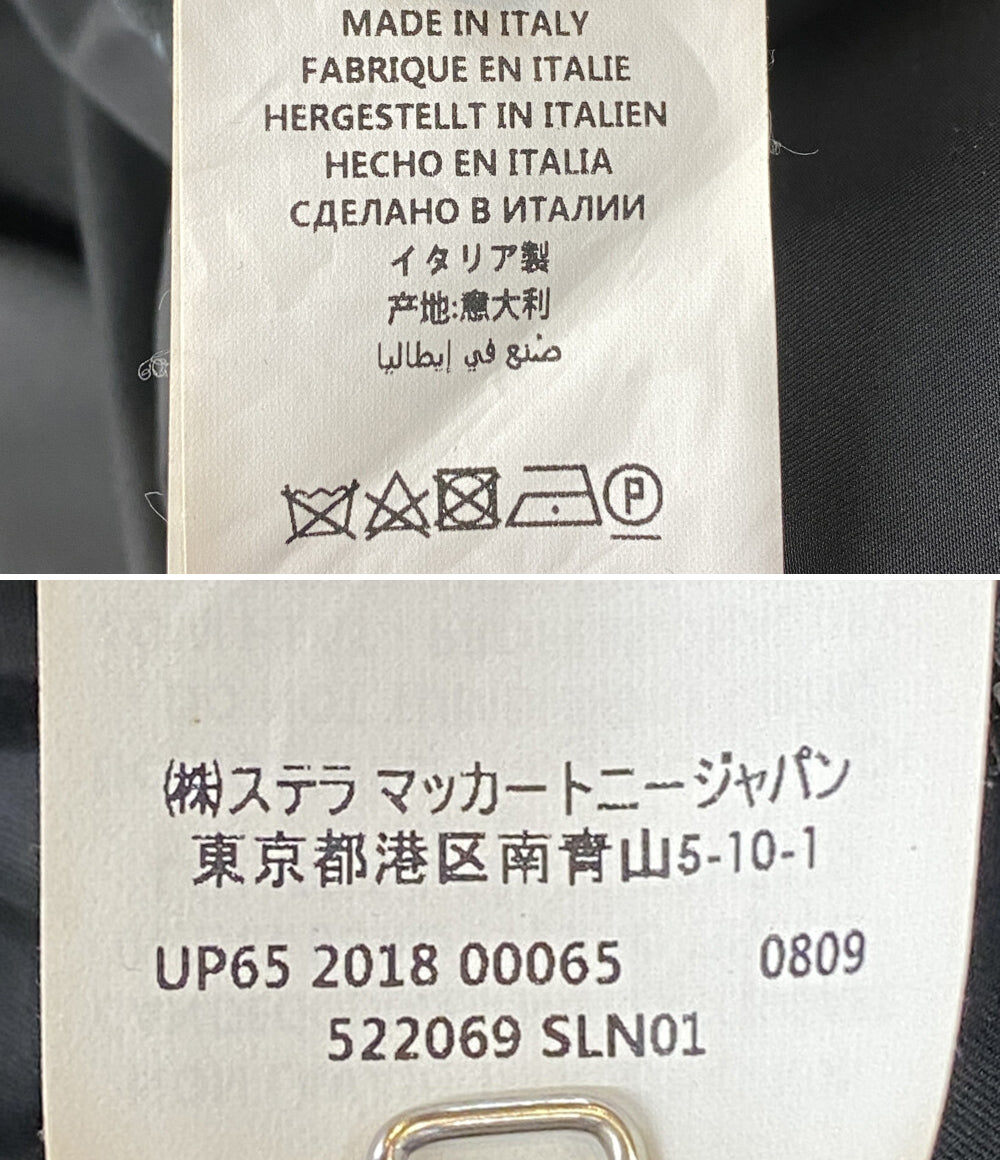 MADE IN ITALY
FABRIQUE EN ITALIE
HERGESTELLT IN ITALIEN
HECHO EN ITALIA
СДЕЛАНО В ИТАЛИИ
イタリア製
产地:意大利
صنع في إيطاليا
P
(株)ステラ マッカートニージャパン
東京都港区南青山5-10-1
UP65 2018 00065 0809
522069 SLN01